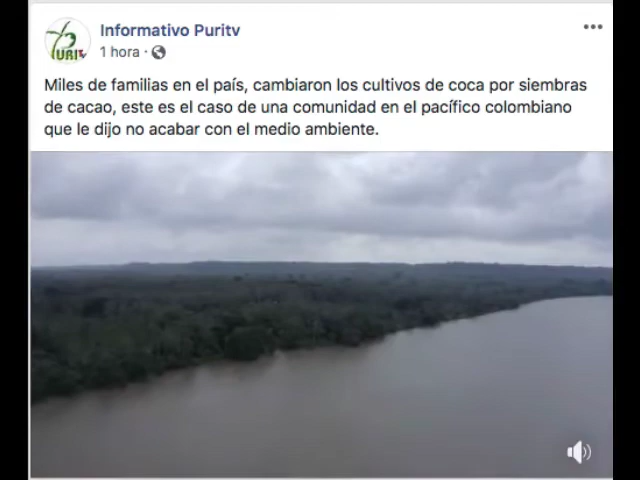 Informativo Puritv
1 hora ·
Miles de familias en el país, cambiaron los cultivos de coca por siembras
de cacao, este es el caso de una comunidad en el pacífico colombiano
que le dijo no acabar con el medio ambiente.